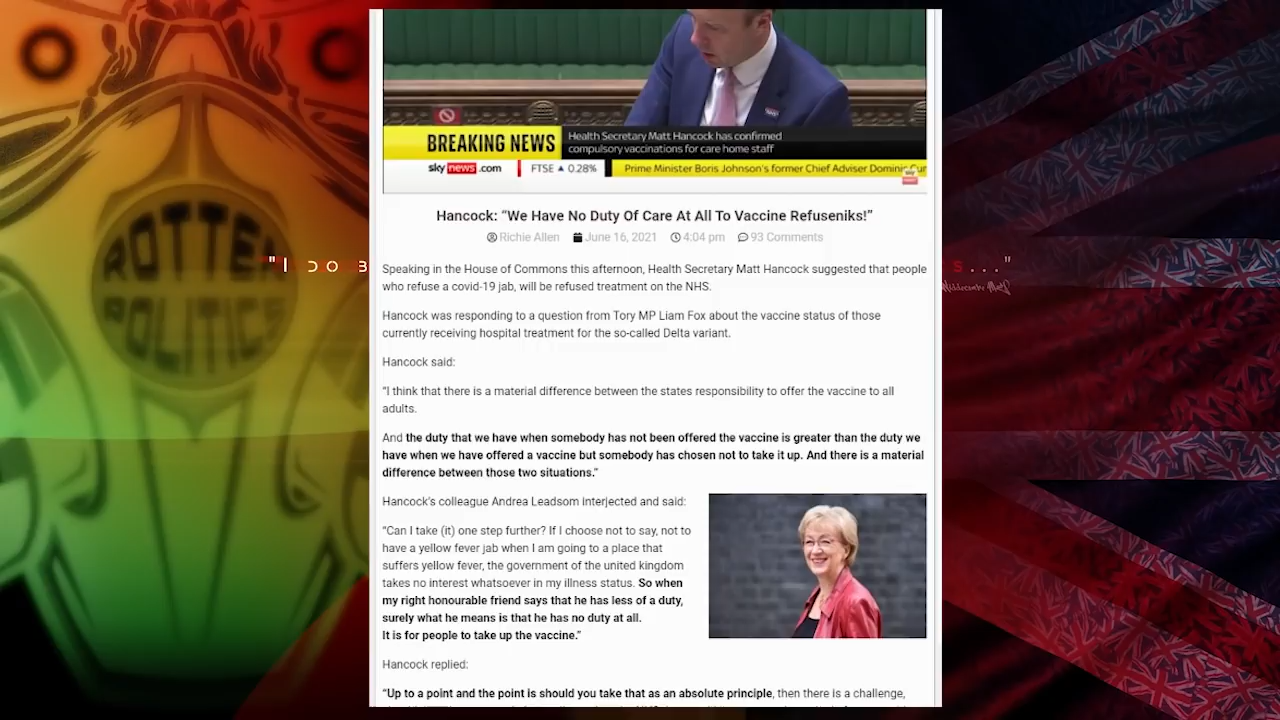 BREAKING NEWS
Health Secretary Matt Hancock has confirmed
compulsory vaccinations for care home staff
sky news .com
FTSE ▲ 0.28%
Prime Minister Boris Johnson's former Chief Adviser Dominic Cur
ROTTEN
POLITICS
Hancock: “We Have No Duty Of Care At All To Vaccine Refuseniks!”
Richie Allen June 16, 2021 4:04 pm 93 Comments
"I DOB
S..."
Speaking in the House of Commons this afternoon, Health Secretary Matt Hancock suggested that people
who refuse a covid-19 jab, will be refused treatment on the NHS.
Hancock was responding to a question from Tory MP Liam Fox about the vaccine status of those
currently receiving hospital treatment for the so-called Delta variant.
Hancock said:
“I think that there is a material difference between the states responsibility to offer the vaccine to all
adults.
And the duty that we have when somebody has not been offered the vaccine is greater than the duty we
have when we have offered a vaccine but somebody has chosen not to take it up. And there is a material
difference between those two situations.”
Hancock’s colleague Andrea Leadsom interjected and said:
“Can I take (it) one step further? If I choose not to say, not to
have a yellow fever jab when I am going to a place that
suffers yellow fever, the government of the united kingdom
takes no interest whatsoever in my illness status. So when
my right honourable friend says that he has less of a duty,
surely what he means is that he has no duty at all.
It is for people to take up the vaccine.”
Hancock replied:
“Up to a point and the point is should you take that as an absolute principle, then there is a challenge,